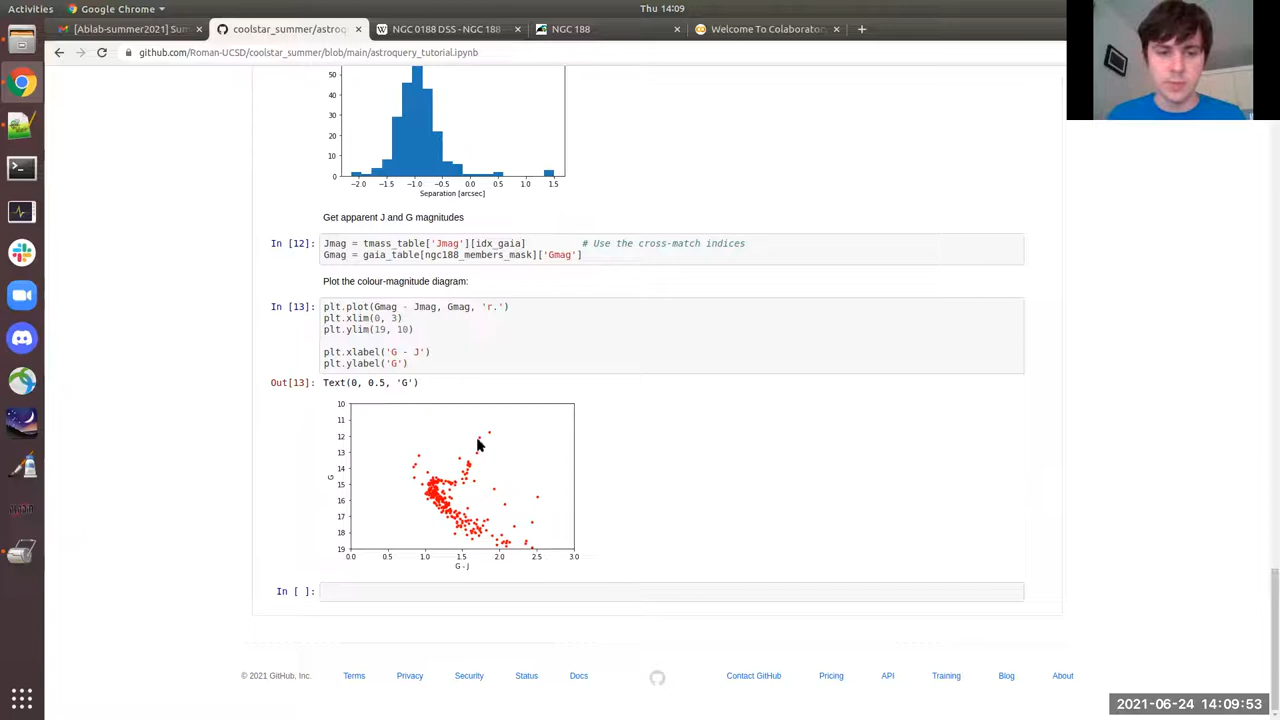 Activities
Google Chrome
Thu 14:09
[Ablab-summer2021] Sum
coolstar_summer/astroq
NGC 0188 DSS - NGC 18
NGC 188
Welcome To Colaborato
github.com/Roman-UCSD/coolstar_summer/blob/main/astroquery_tutorial.ipynb
50
40
30
20
10
0
−2.0 −1.5 −1.0 −0.5 0.0 0.5 1.0 1.5
Separation [arcsec]
Get apparent J and G magnitudes
In [12]: Jmag = tmass_table['Jmag'][idx_gaia] # Use the cross-match indices
Gmag = gaia_table[ngc188_members_mask]['Gmag']
Plot the colour-magnitude diagram:
In [13]: plt.plot(Gmag - Jmag, Gmag, 'r.')
plt.xlim(0, 3)
plt.ylim(19, 10)
plt.xlabel('G - J')
plt.ylabel('G')
Out[13]: Text(0, 0.5, 'G')
10
11
12
13
14
G
15
16
17
18
19
0.0 0.5 1.0 1.5 2.0 2.5 3.0
G - J
In [ ]:
© 2021 GitHub, Inc. Terms Privacy Security Status Docs Contact GitHub Pricing API Training Blog About
2021-06-24 14:09:53